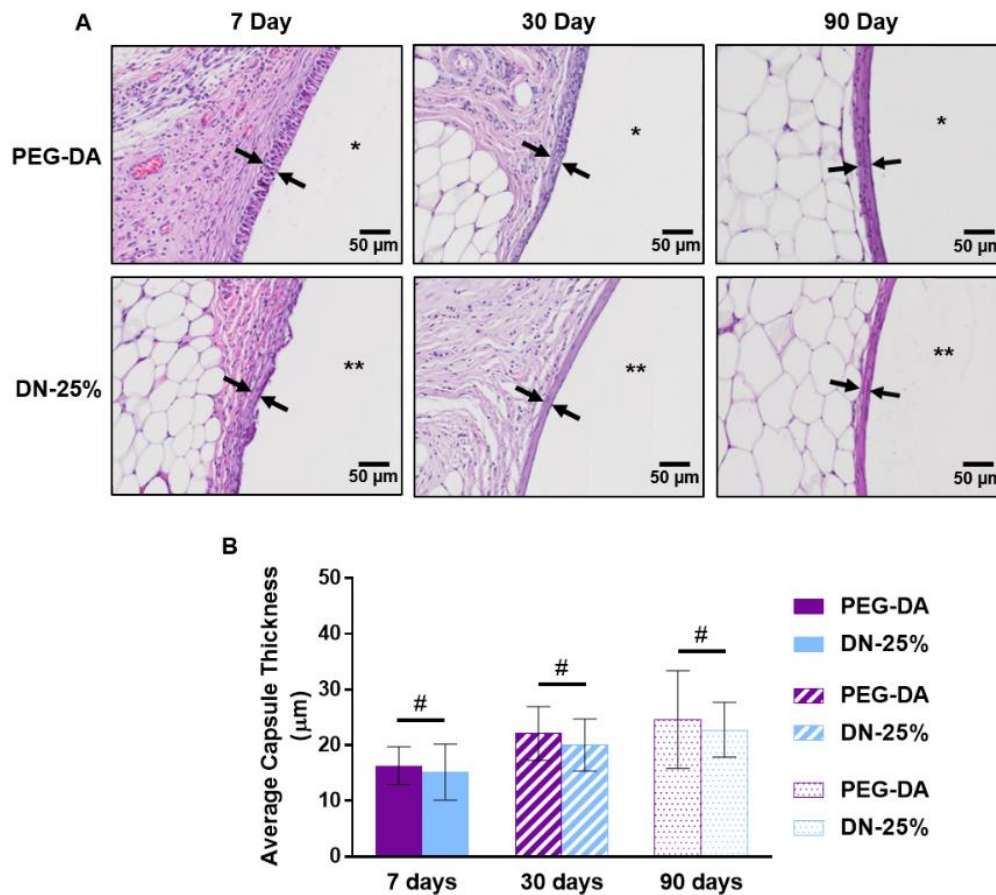 A
7 Day
30 Day
90 Day
PEG-DA
*
50 µm
*
50 µm
*
50 µm
DN-25%
**
50 µm
**
50 µm
**
50 µm
B
Average Capsule Thickness
(µm)
50
40
30
20
10
0
#
#
#
7 days
30 days
90 days
PEG-DA
DN-25%
PEG-DA
DN-25%
PEG-DA
DN-25%